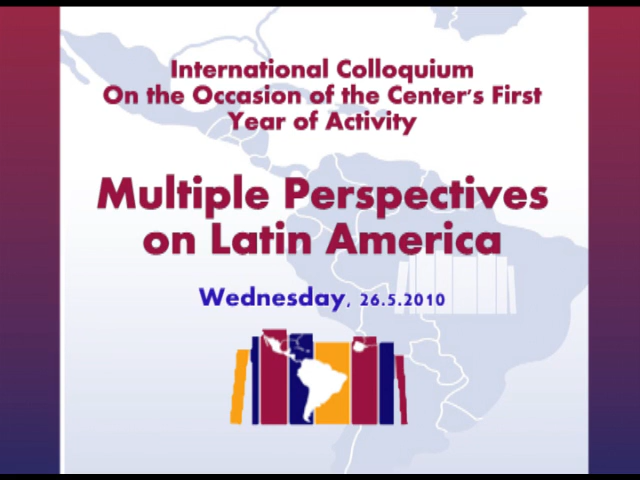 International Colloquium
On the Occasion of the Center's First
Year of Activity
Multiple Perspectives
on Latin America
Wednesday, 26.5.2010